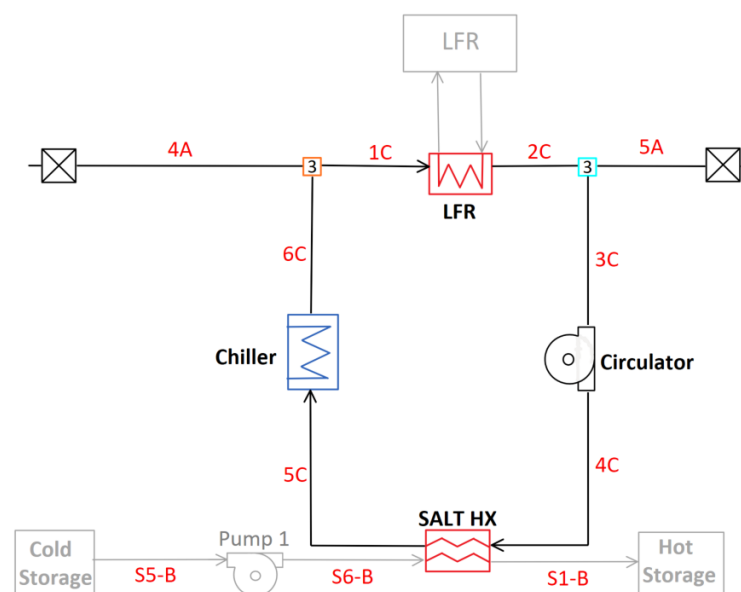 LFR
4A
1C
2C
5A
3
3
LFR
6C
3C
Chiller
Circulator
5C
4C
SALT HX
Cold
Storage
Pump 1
Hot
Storage
S5-B
S6-B
S1-B